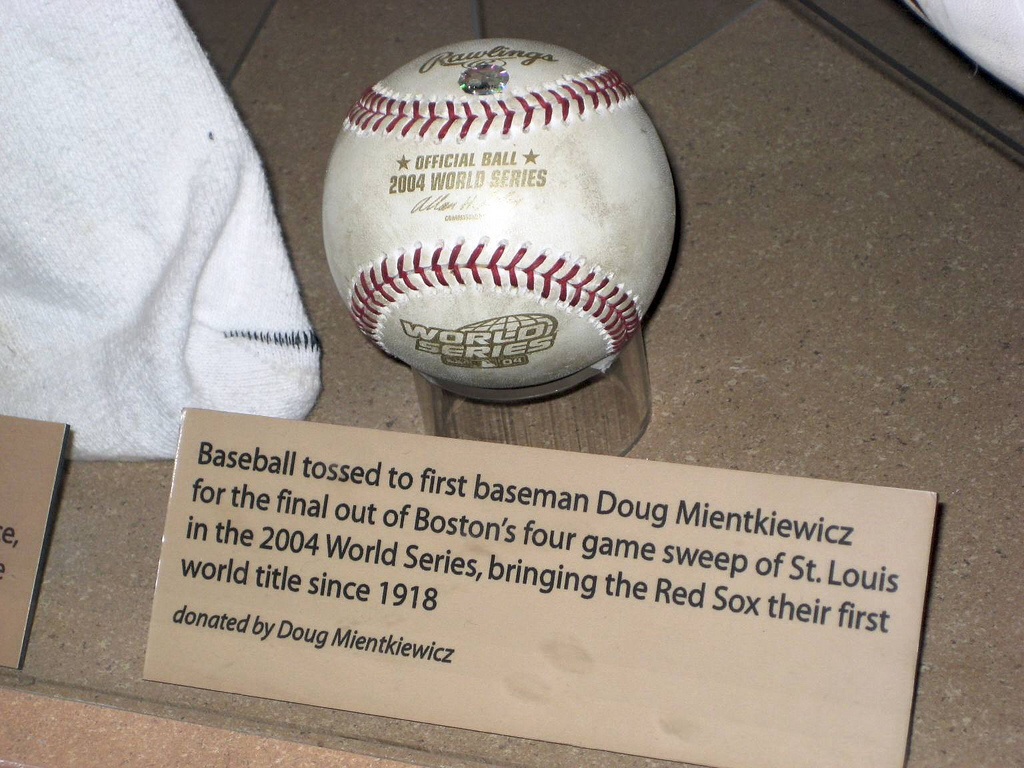 Rawlings
★ OFFICIAL BALL ★
2004 WORLD SERIES
WORLD
SERIES
04
Baseball tossed to first baseman Doug Mientkiewicz
for the final out of Boston's four game sweep of St. Louis
in the 2004 World Series, bringing the Red Sox their first
world title since 1918
donated by Doug Mientkiewicz